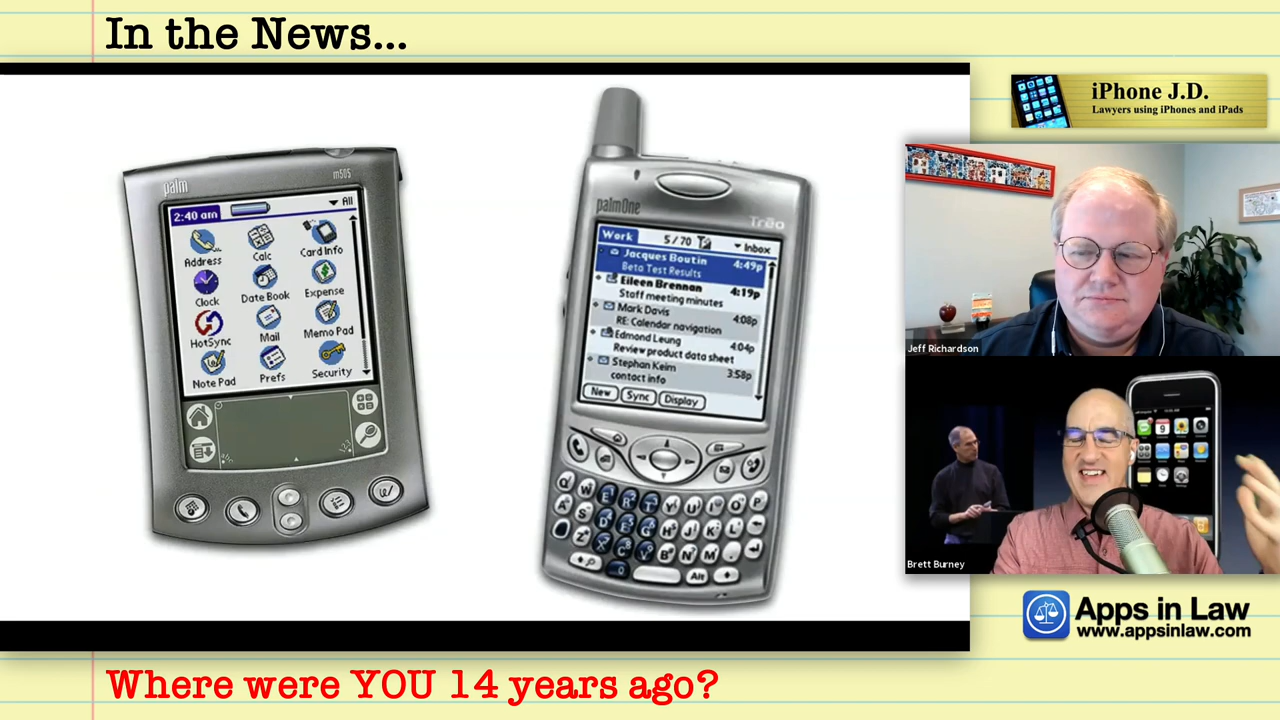 In the News...
iPhone J.D.
Lawyers using iPhones and iPads
palm
m505
2:40 am
All
Address
Calc
Card Info
Clock
Date Book
Expense
HotSync
Mail
Memo Pad
Note Pad
Prefs
Security
palmOne
Treo
Work
5/70
Inbox
Jacques Boutin
4:49p
Beta Test Results
Eileen Brennan
4:19p
Staff meeting minutes
Mark Davis
4:08p
RE: Calendar navigation
Edmond Leung
4:04p
Review product data sheet
Stephan Keim
3:58p
contact info
New
Sync
Display
Q W E R T Y U I O P
A S D F G H J K L
Z X C V B N M .
0
Alt
Jeff Richardson
Brett Burney
Apps in Law
www.appsinlaw.com
Where were YOU 14 years ago?